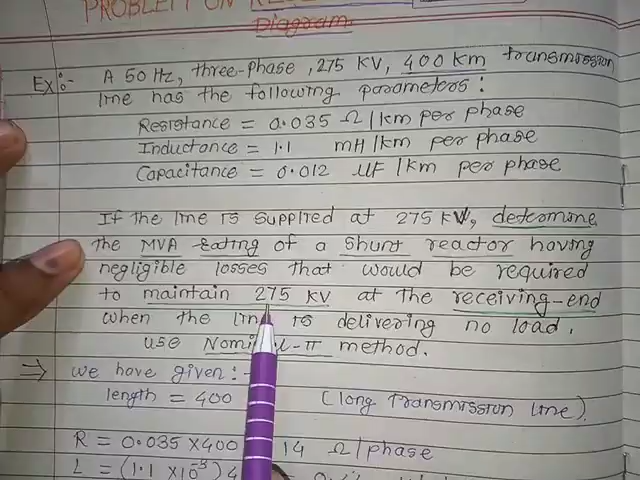 PROBLEM ON
Diagram
Ex:- A 50 Hz, three-phase, 275 KV, 400 km transmission
line has the following parameters:
Resistance = 0.035 Ω/km per phase
Inductance = 1.1 mH/km per phase
Capacitance = 0.012 μF/km per phase
If the line is supplied at 275 KV, determine
the MVA rating of a shunt reactor having
negligible losses that would be required
to maintain 275 KV at the receiving-end
when the line is delivering no load.
use Nominal-π method.
⇒ we have given:-
length = 400 (long transmission line).
R = 0.035 × 400 14 Ω/phase
L = (1.1 × 10⁻³) 4